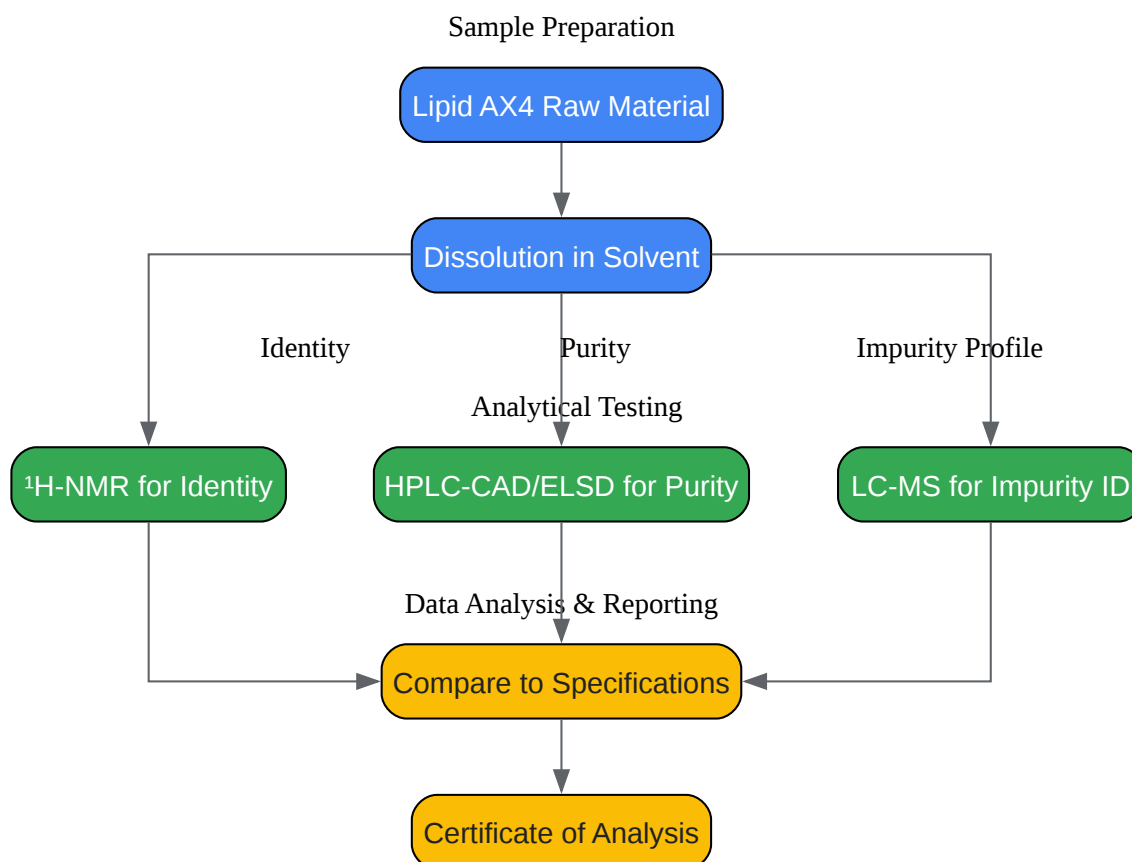 Sample Preparation
Lipid AX4 Raw Material
Dissolution in Solvent
Identity
Purity
Impurity Profile
Analytical Testing
¹H-NMR for Identity
HPLC-CAD/ELSD for Purity
LC-MS for Impurity ID
Data Analysis & Reporting
Compare to Specifications
Certificate of Analysis